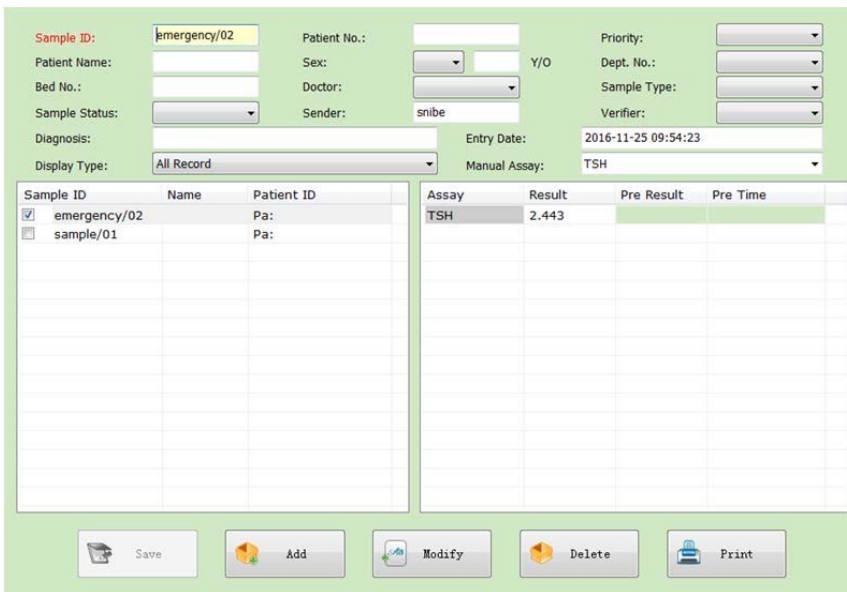 Sample ID: emergency/02 Patient No.: Priority:
Patient Name: Sex: Y/O Dept. No.:
Bed No.: Doctor: Sample Type:
Sample Status: Sender: snibe Verifier:
Diagnosis: Entry Date: 2016-11-25 09:54:23
Display Type: All Record Manual Assay: TSH
Sample ID Name Patient ID Assay Result Pre Result Pre Time
emergency/02 Pa: TSH 2.443
sample/01 Pa:
Save Add Modify Delete Print